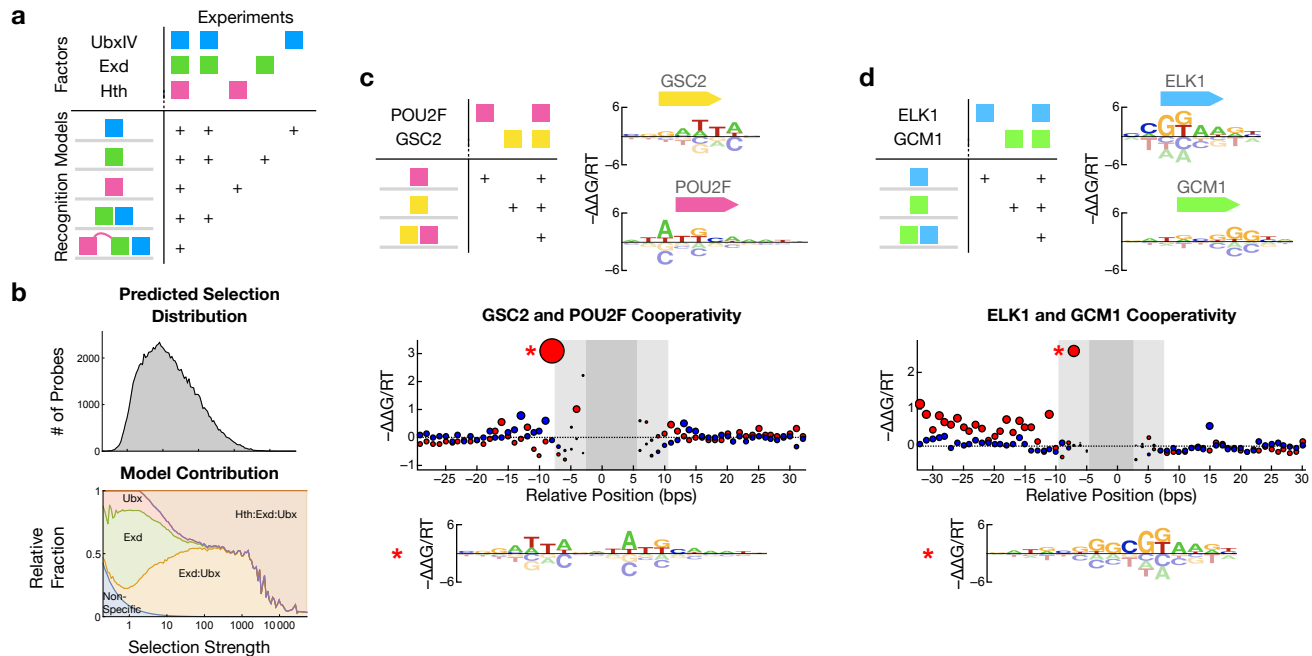 a
Experiments
Factors
UbxIV
Exd
Hth
Recognition Models
+ + +
+ + +
+ +
+ +
+
b
Predicted Selection
Distribution
# of Probes
2000
1000
0
Model Contribution
Relative
Fraction
1
0.5
0
Ubx
Exd
Hth:Exd:Ubx
Exd:Ubx
Non-
Specific
1 10 100 1000 10 000
Selection Strength
c
POU2F
GSC2
+ +
+ +
+
GSC2
−ΔΔG/RT
6
−6
POU2F
6
−6
GSC2 and POU2F Cooperativity
−ΔΔG/RT
3
2
1
0
−1
*
−25 −20 −15 −10 −5 0 5 10 15 20 25 30
Relative Position (bps)
*
−ΔΔG/RT
6
−6
d
ELK1
GCM1
+ +
+ +
+
ELK1
−ΔΔG/RT
6
−6
GCM1
6
−6
ELK1 and GCM1 Cooperativity
−ΔΔG/RT
2
1
0
*
−30 −25 −20 −15 −10 −5 0 5 10 15 20 25 30
Relative Position (bps)
*
−ΔΔG/RT
6
−6